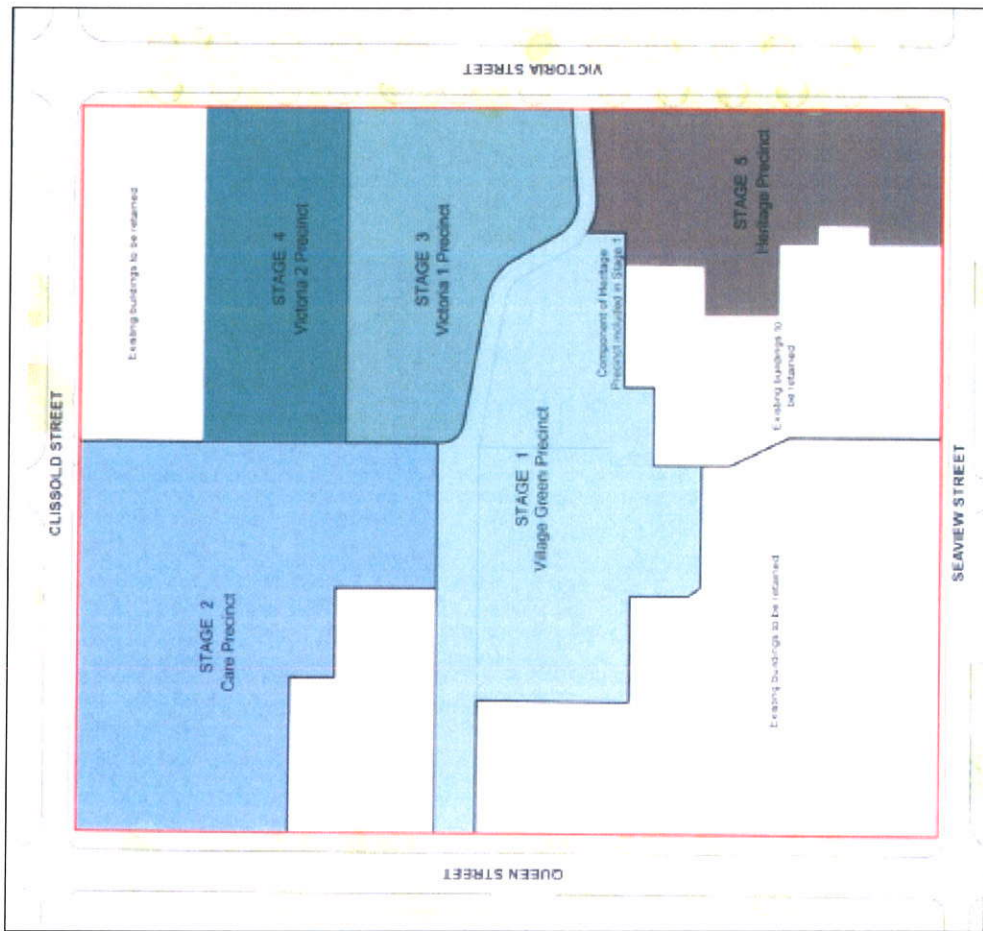 VICTORIA STREET
CLISSOLD STREET
Existing buildings to be retained
STAGE 4
Victoria 2 Precinct
STAGE 3
Victoria 1 Precinct
STAGE 5
Heritage Precinct
Component of Heritage
Precinct included in Stage 1
Existing buildings to
be retained
STAGE 1
Village Green Precinct
STAGE 2
Care Precinct
Existing buildings to be retained
SEAVIEW STREET
QUEEN STREET